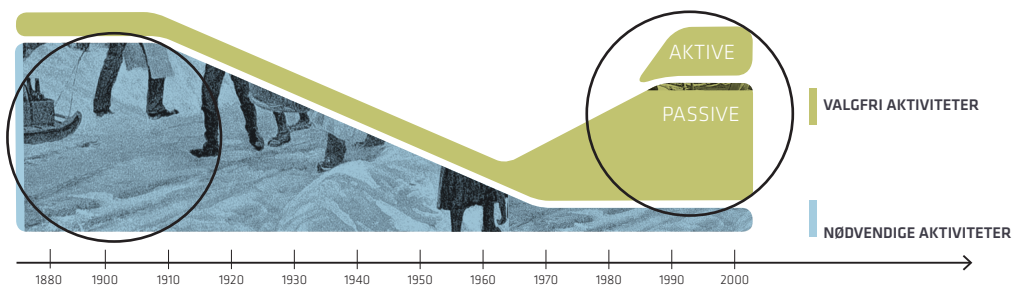 AKTIVE
PASSIVE
VALGFRI AKTIVITETER
NØDVENDIGE AKTIVITETER
1880 1900 1910 1920 1930 1940 1950 1960 1970 1980 1990 2000